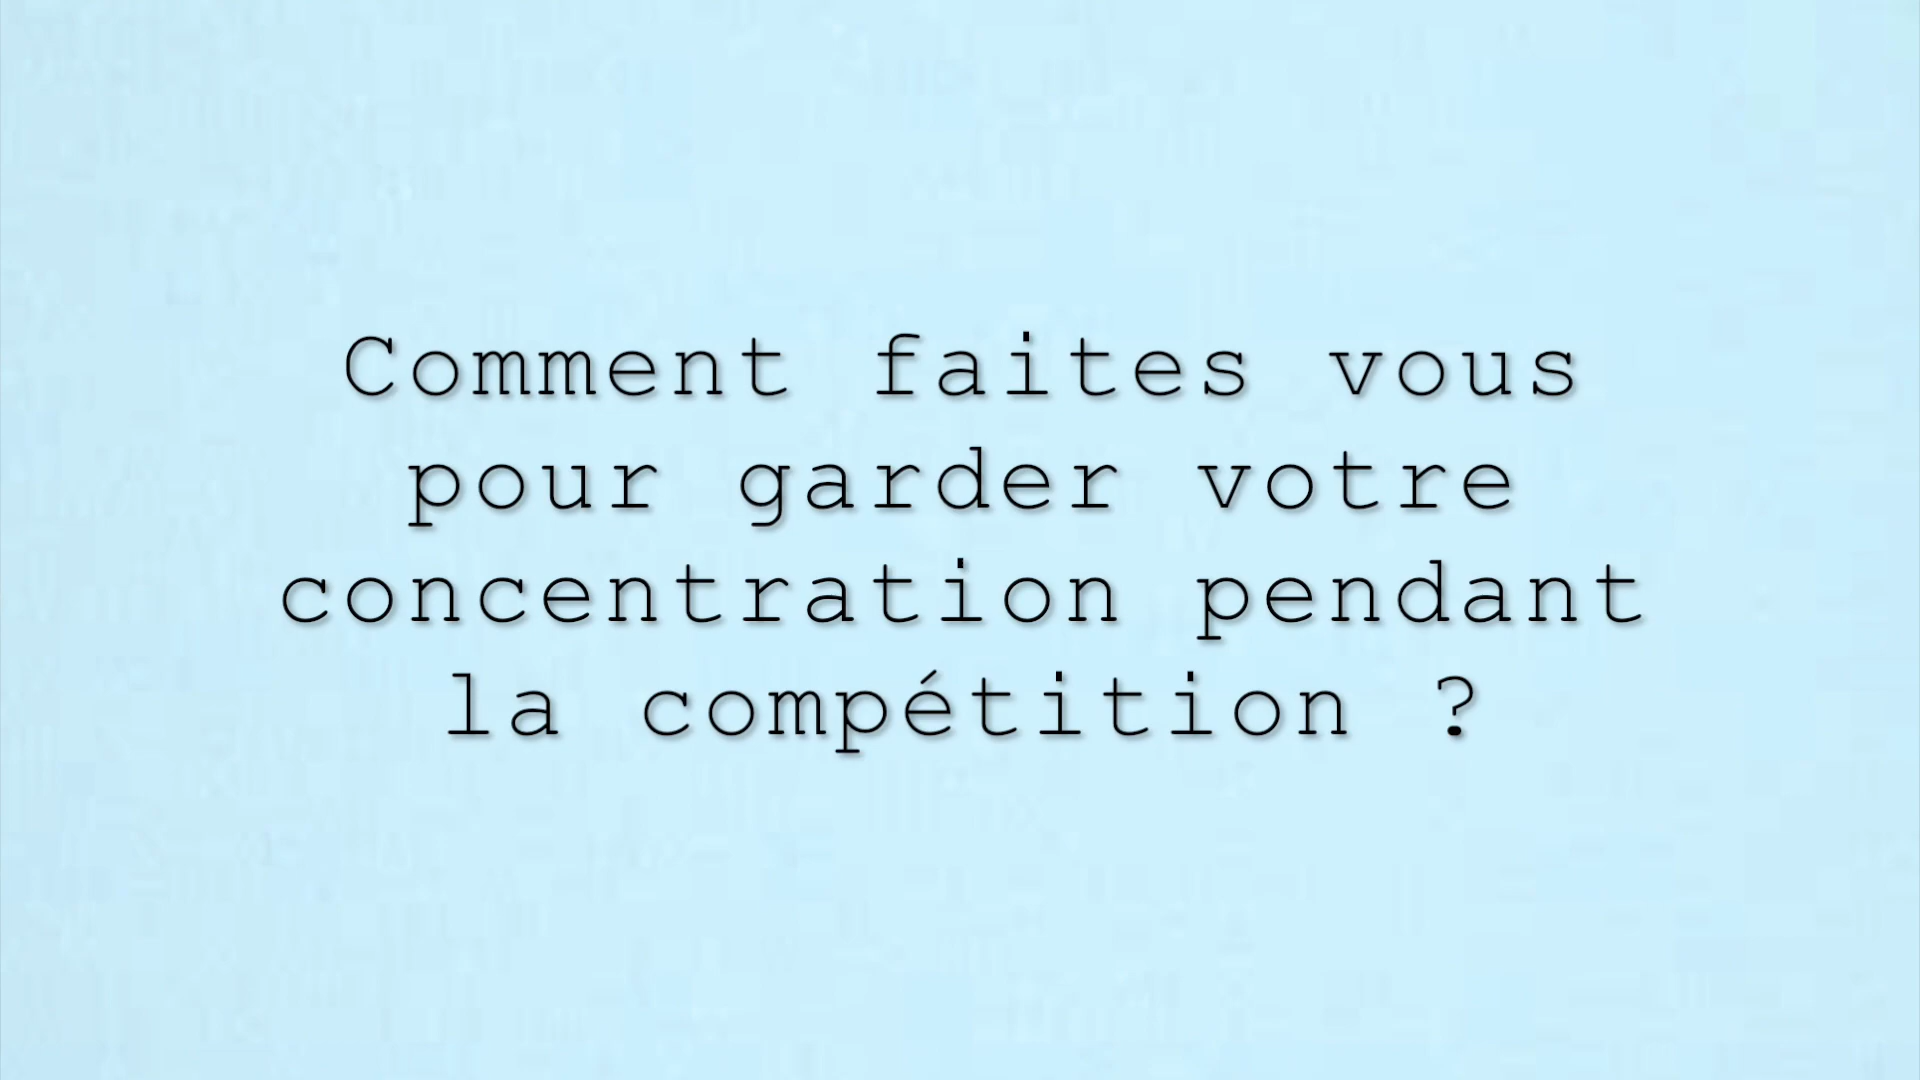 Comment faites vous
pour garder votre
concentration pendant
la compétition ?